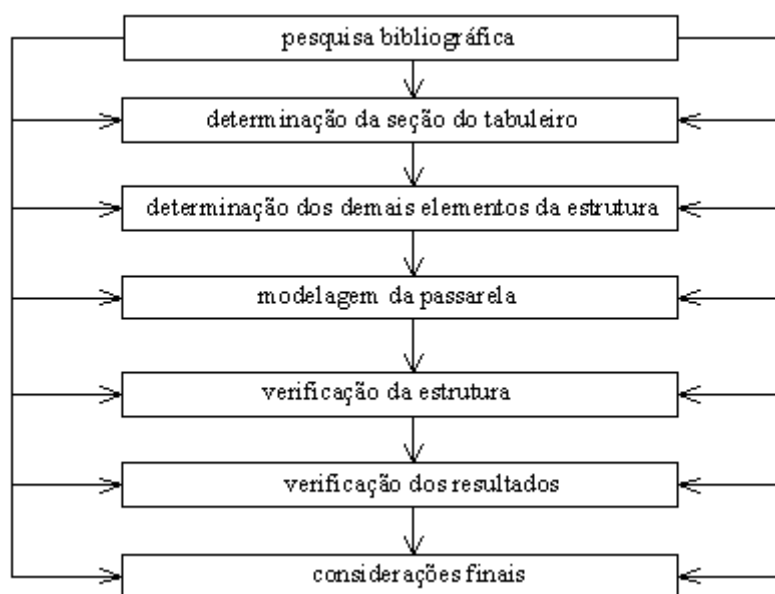 pesquisa bibliográfica
determinação da seção do tabuleiro
determinação dos demais elementos da estrutura
modelagem da passarela
verificação da estrutura
verificação dos resultados
considerações finais